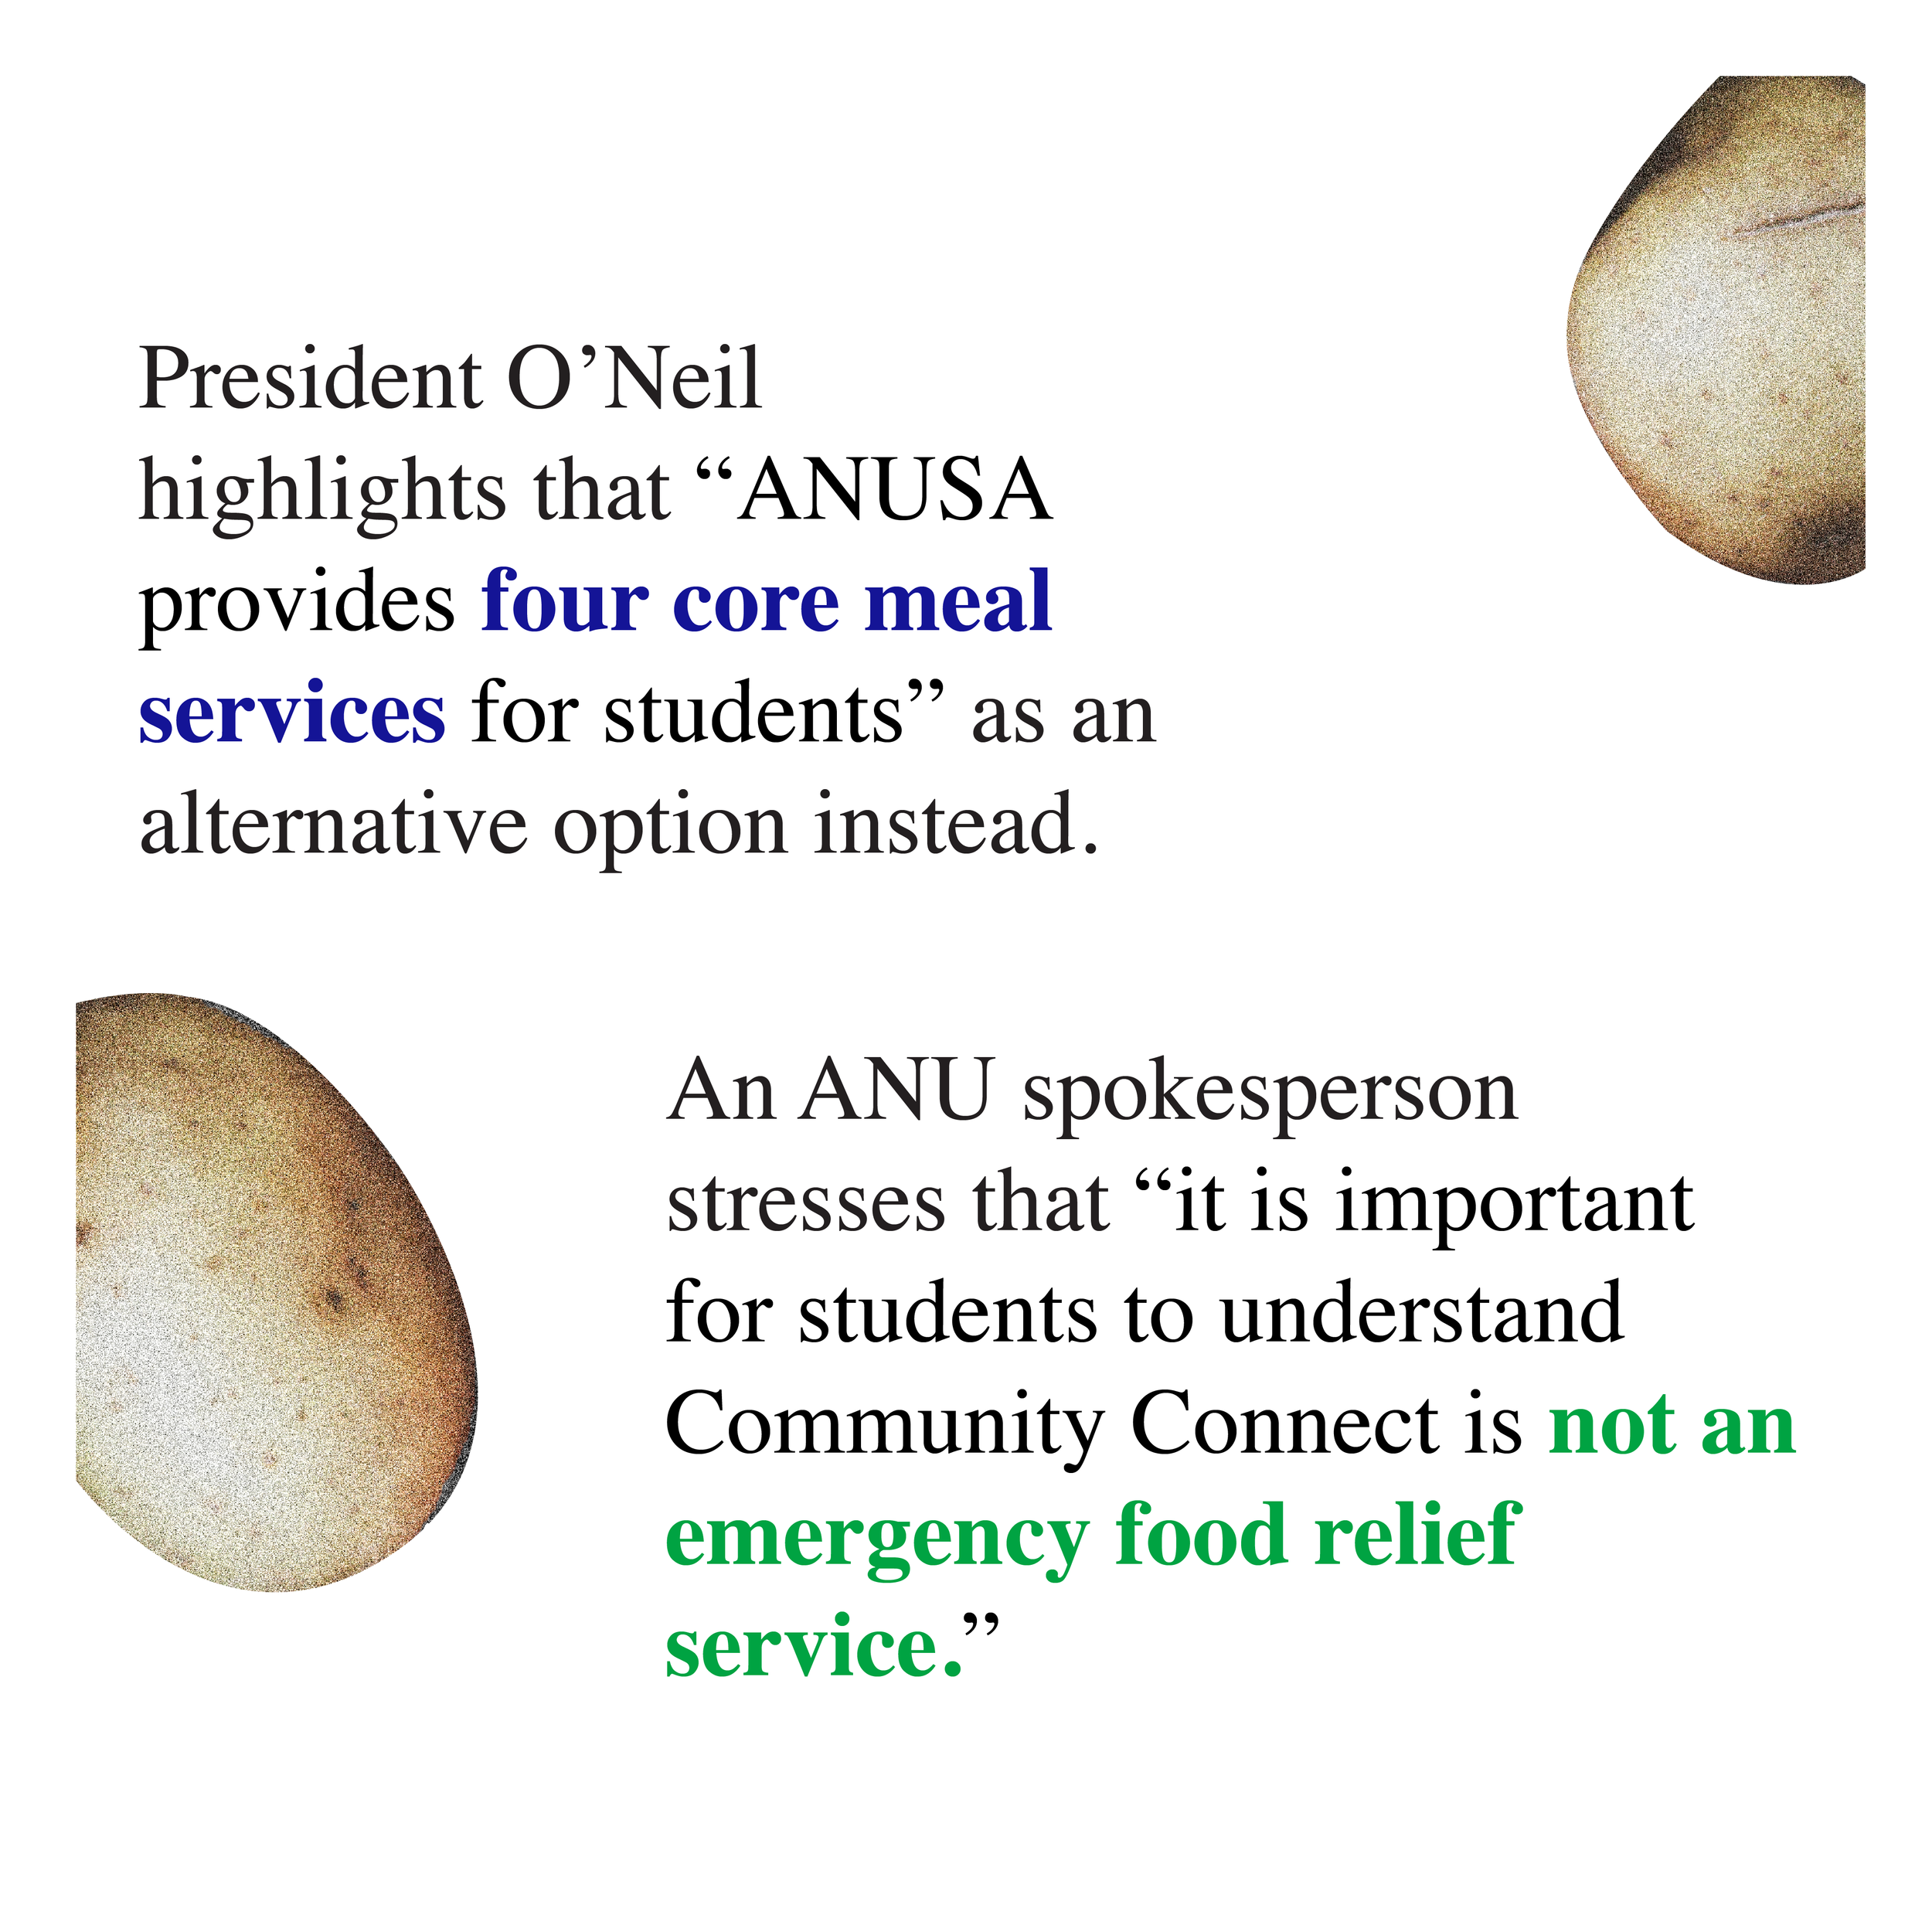 President O’Neil
highlights that “ANUSA
provides four core meal
services for students” as an
alternative option instead.
An ANU spokesperson
stresses that “it is important
for students to understand
Community Connect is not an
emergency food relief
service.”